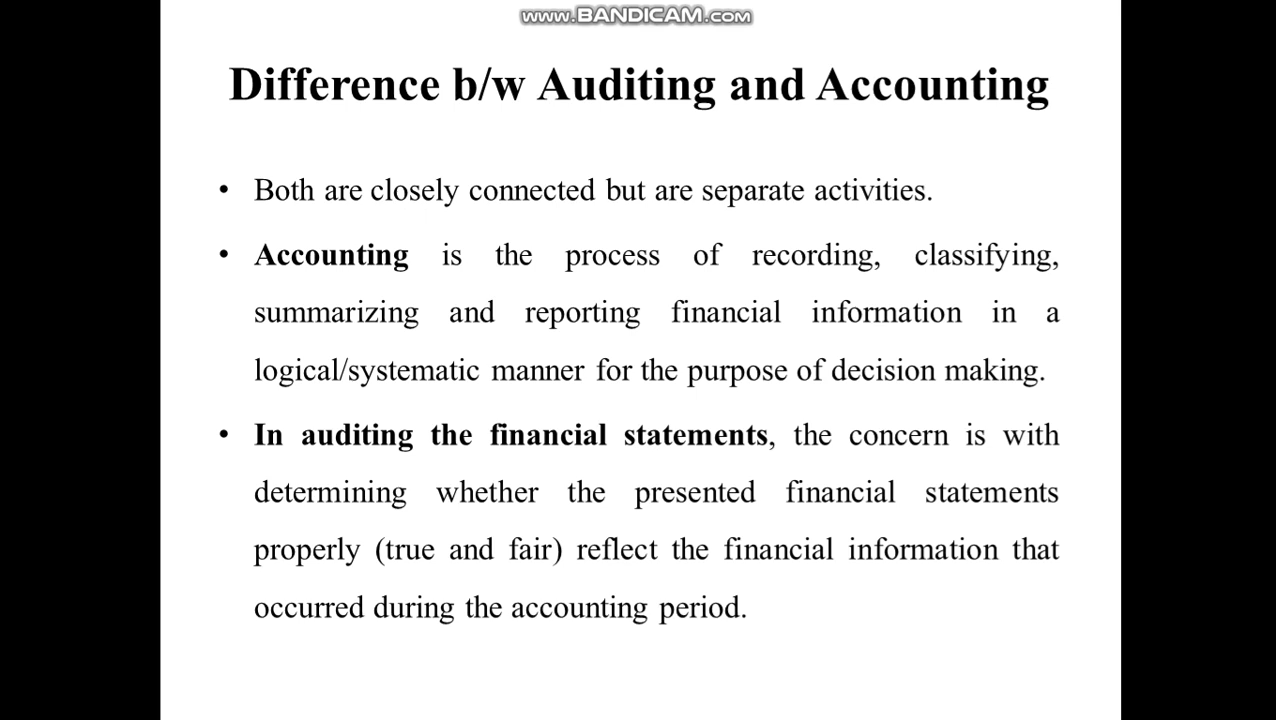 www.BANDICAM.com
Difference b/w Auditing and Accounting
• Both are closely connected but are separate activities.
• Accounting is the process of recording, classifying,
summarizing and reporting financial information in a
logical/systematic manner for the purpose of decision making.
• In auditing the financial statements, the concern is with
determining whether the presented financial statements
properly (true and fair) reflect the financial information that
occurred during the accounting period.